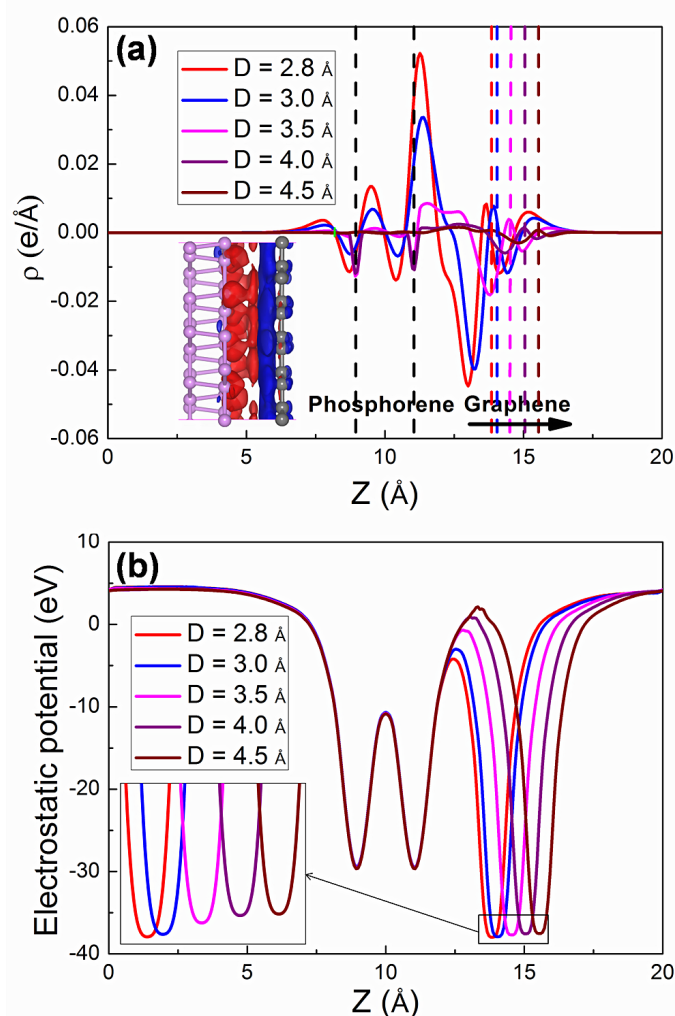 (a)
D = 2.8 Å
D = 3.0 Å
D = 3.5 Å
D = 4.0 Å
D = 4.5 Å
0.06
0.04
0.02
0.00
-0.02
-0.04
-0.06
ρ (e/Å)
Phosphorene Graphene
0 5 10 15 20
Z (Å)
(b)
D = 2.8 Å
D = 3.0 Å
D = 3.5 Å
D = 4.0 Å
D = 4.5 Å
10
0
-10
-20
-30
-40
Electrostatic potential (eV)
0 5 10 15 20
Z (Å)